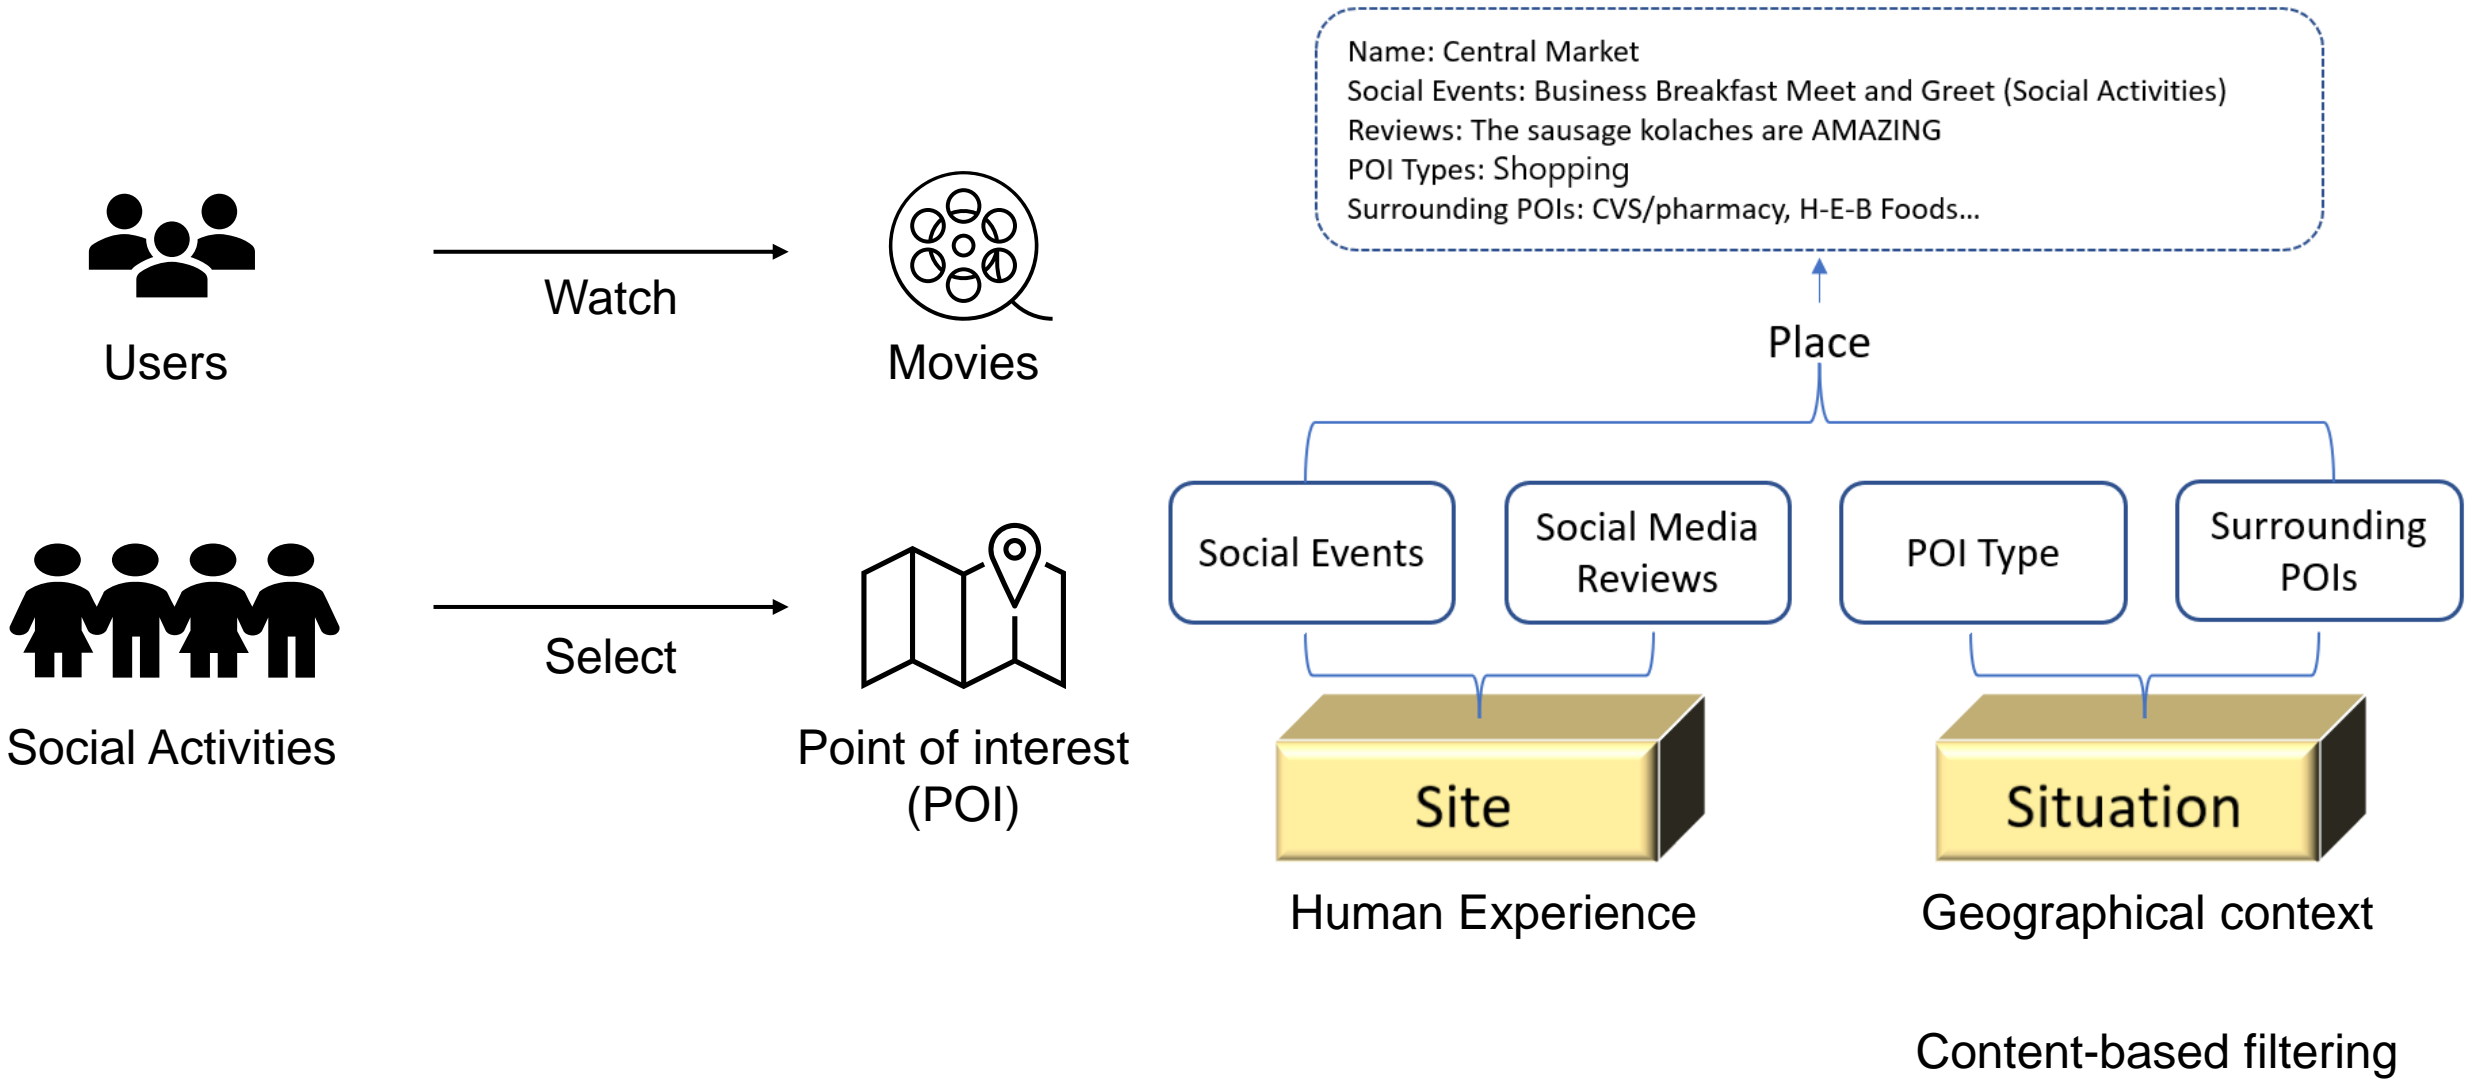 Users
Watch
Movies
Social Activities
Select
Point of interest
(POI)
Name: Central Market
Social Events: Business Breakfast Meet and Greet (Social Activities)
Reviews: The sausage kolaches are AMAZING
POI Types: Shopping
Surrounding POIs: CVS/pharmacy, H-E-B Foods...
Place
Social Events
Social Media
Reviews
POI Type
Surrounding
POIs
Site
Situation
Human Experience
Geographical context
Content-based filtering